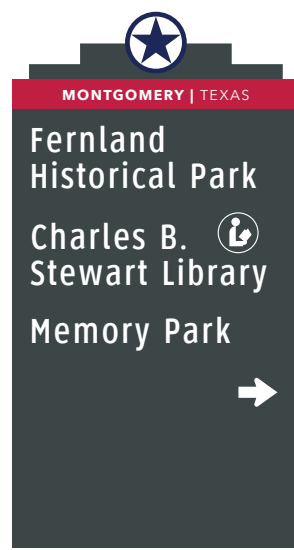 MONTGOMERY | TEXAS
Fernland
Historical Park
Charles B.
Stewart Library
Memory Park